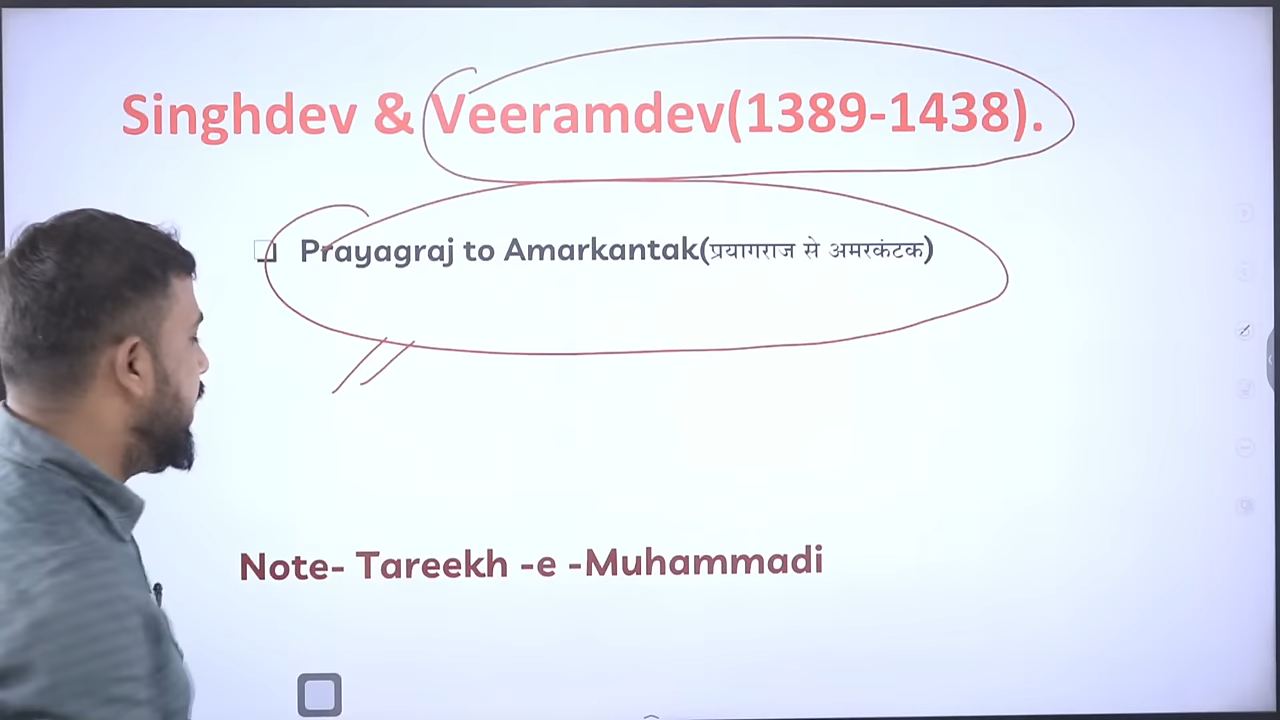 Singhdev & Veeramdev(1389-1438).
Prayagraj to Amarkantak(प्रयागराज से अमरकंटक)
Note- Tareekh -e -Muhammadi